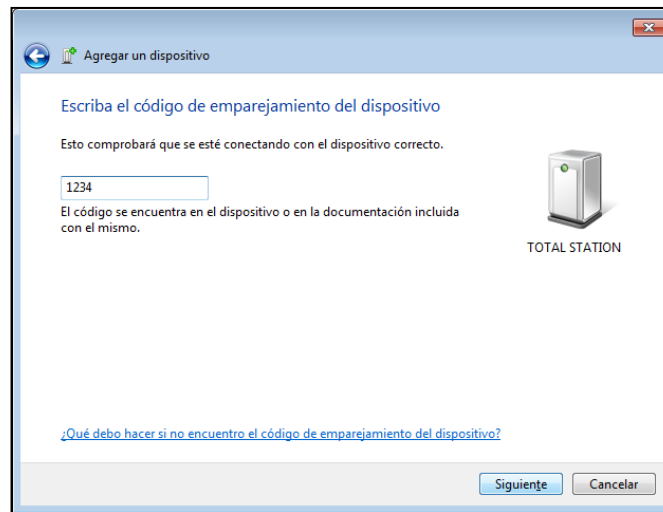 Agregar un dispositivo
Escriba el código de emparejamiento del dispositivo
Esto comprobará que se esté conectando con el dispositivo correcto.
1234
El código se encuentra en el dispositivo o en la documentación incluida
con el mismo.
TOTAL STATION
¿Qué debo hacer si no encuentro el código de emparejamiento del dispositivo?
Siguiente
Cancelar